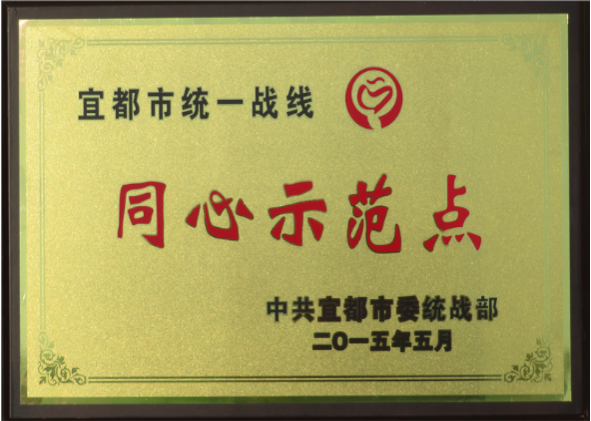 宜都市统一战线
同心示范点
中共宜都市委统战部
二〇一五年五月